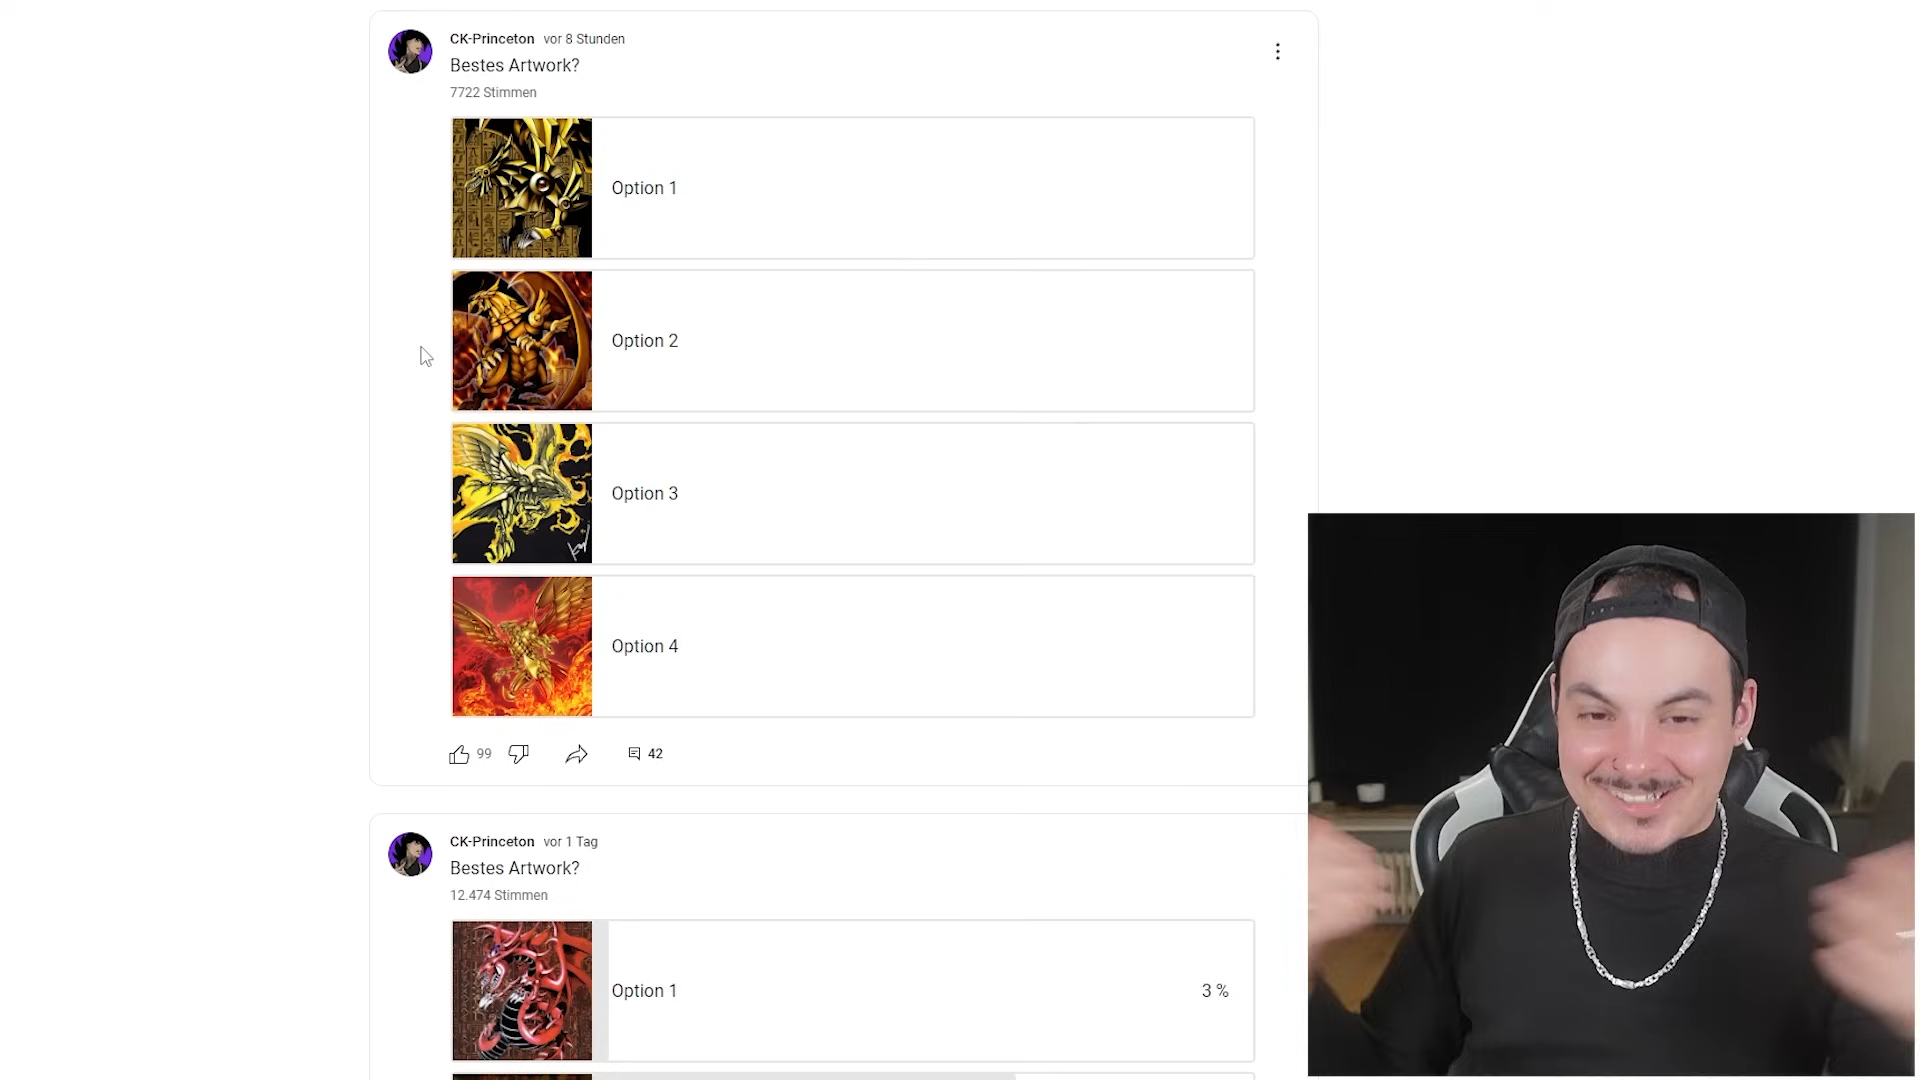 CK-Princeton vor 8 Stunden
Bestes Artwork?
7722 Stimmen
Option 1
Option 2
Option 3
Option 4
99
42
CK-Princeton vor 1 Tag
Bestes Artwork?
12.474 Stimmen
Option 1
3 %